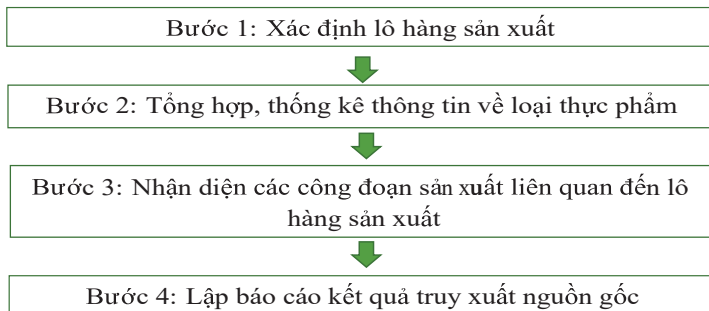 Bước 1: Xác định lô hàng sản xuất
Bước 2: Tổng hợp, thống kê thông tin về loại thực phẩm
Bước 3: Nhận diện các công đoạn sản xuất liên quan đến lô
hàng sản xuất
Bước 4: Lập báo cáo kết quả truy xuất nguồn gốc